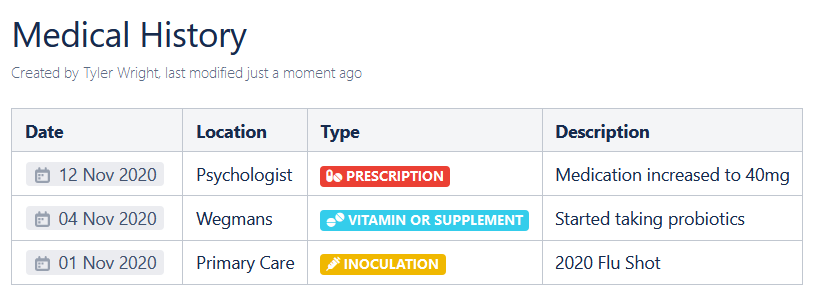 Medical History
Created by Tyler Wright, last modified just a moment ago
Date Location Type Description
12 Nov 2020 Psychologist PRESCRIPTION Medication increased to 40mg
04 Nov 2020 Wegmans VITAMIN OR SUPPLEMENT Started taking probiotics
01 Nov 2020 Primary Care INOCULATION 2020 Flu Shot